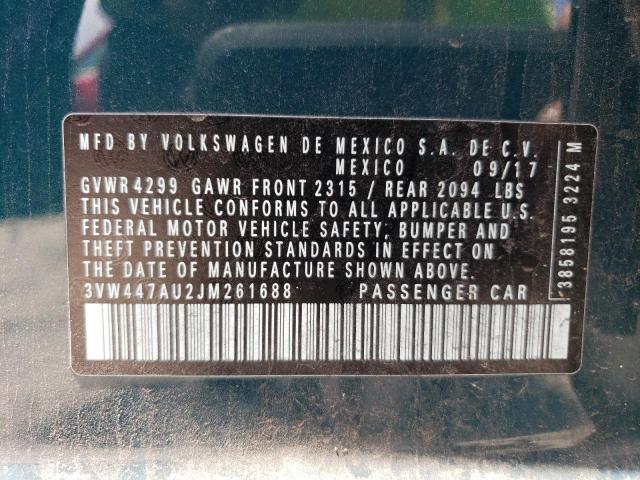 MFD BY VOLKSWAGEN DE MEXICO S.A. DE C.V.
MEXICO 09/17
GVWR 4299 GAWR FRONT 2315 / REAR 2094 LBS
THIS VEHICLE CONFORMS TO ALL APPLICABLE U.S.
FEDERAL MOTOR VEHICLE SAFETY, BUMPER AND
THEFT PREVENTION STANDARDS IN EFFECT ON
THE DATE OF MANUFACTURE SHOWN ABOVE.
3VW447AU2JM261688 PASSENGER CAR
3858195 3224 M